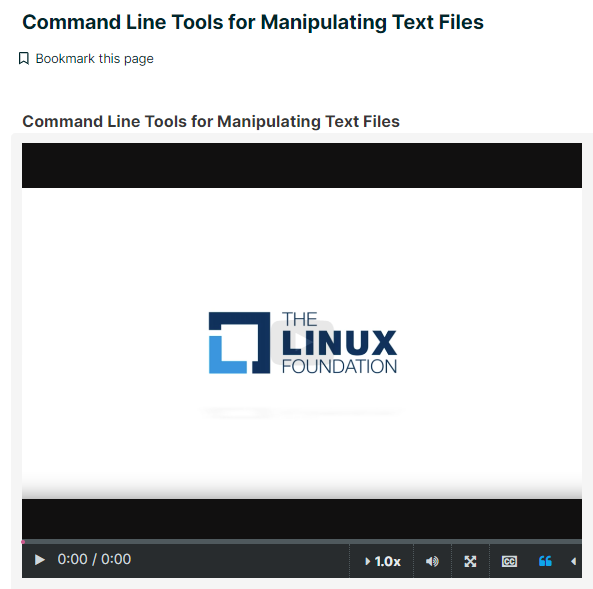 Command Line Tools for Manipulating Text Files
Bookmark this page
Command Line Tools for Manipulating Text Files
THE
LINUX
FOUNDATION
0:00 / 0:00
1.0x
CC